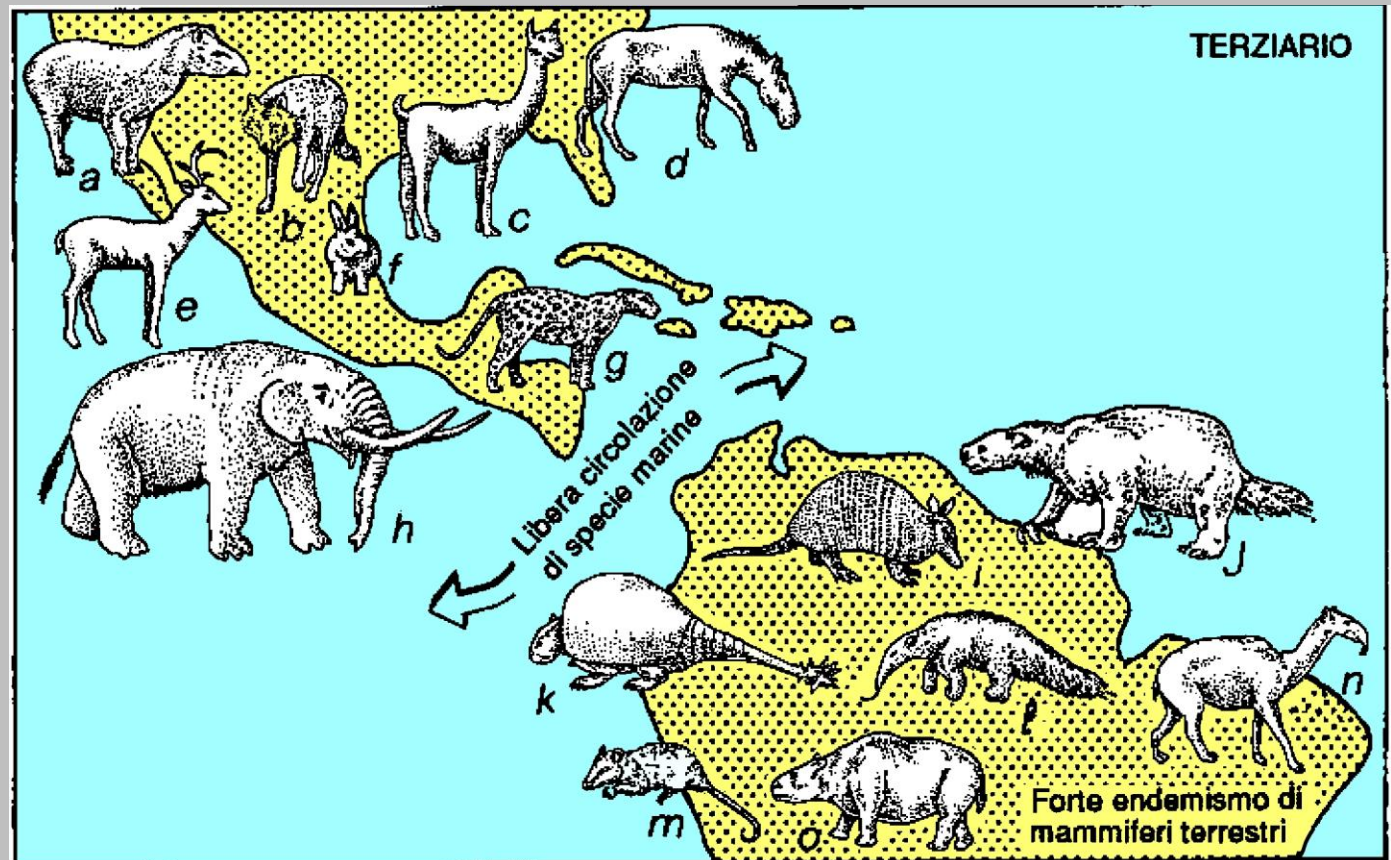 TERZIARIO
a
b
c
d
e
f
g
h
Libera circolazione
di specie marine
i
j
k
l
m
n
o
Forte endemismo di
mammiferi terrestri